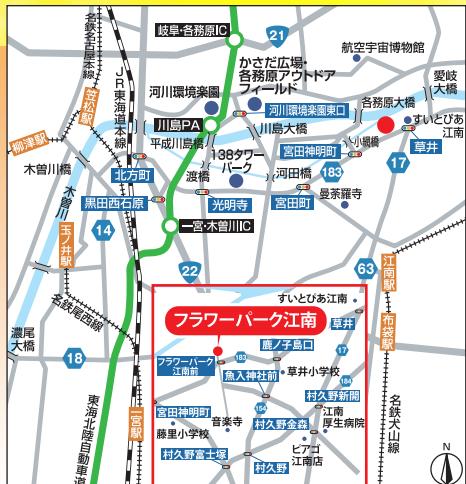 岐阜・各務原IC
21
航空宇宙博物館
名鉄名古屋本線
JR東海道本線
笠松駅
柳津駅
かさだ広場・
各務原アウトドア
フィールド
愛岐
大橋
河川環境楽園
河川環境楽園東口
各務原大橋
すいとぴあ
江南
川島PA
川島大橋
小網橋
草井
平成川島橋
宮田神明町
17
木曽川橋
138タワー
パーク
183
北方町
渡橋
河田橋
木曽川
黒田西石原
光明寺
宮田町
曼荼羅寺
玉ノ井駅
14
一宮・木曽川IC
江南駅
22
63
名鉄尾西線
すいとぴあ江南
布袋駅
フラワーパーク江南
草井
濃尾
大橋
鹿ノ子島口
17
18
フラワーパーク
江南前
183
草井小学校
魚入神社前
184
村久野新開
一宮駅
宮田神明町
154
江南
厚生病院
藤里小学校
音楽寺
村久野金森
名鉄犬山線
東海北陸自動車道
ピアゴ
江南店
村久野富士塚
村久野
N